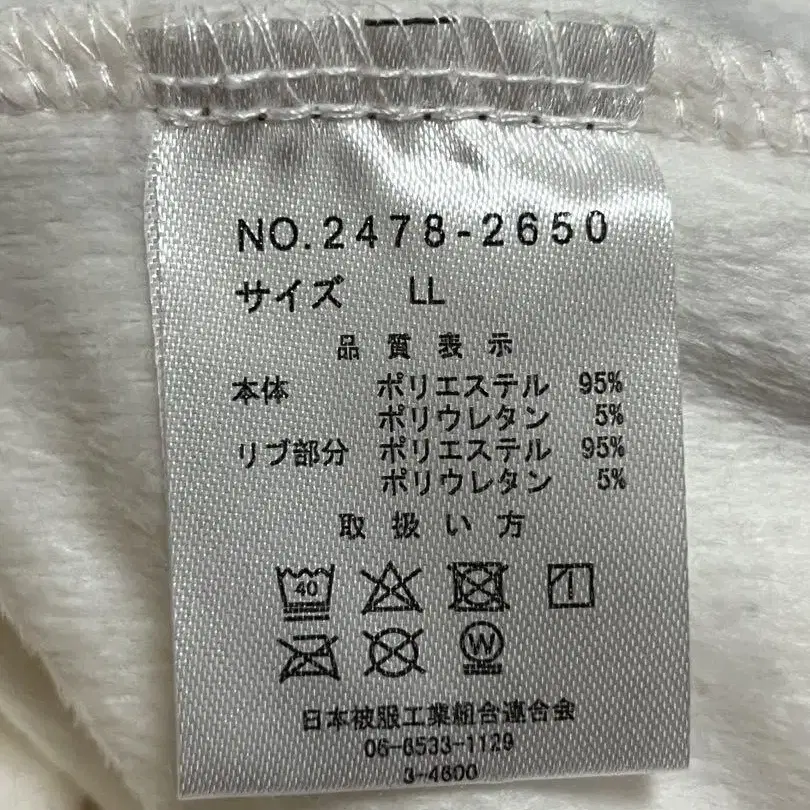 NO.2478-2650
サイズ LL
品質表示
本体 ポリエステル 95%
ポリウレタン 5%
リブ部分 ポリエステル 95%
ポリウレタン 5%
取扱い方
40
W
日本被服工業組合連合会
06-6533-1129
3-4600